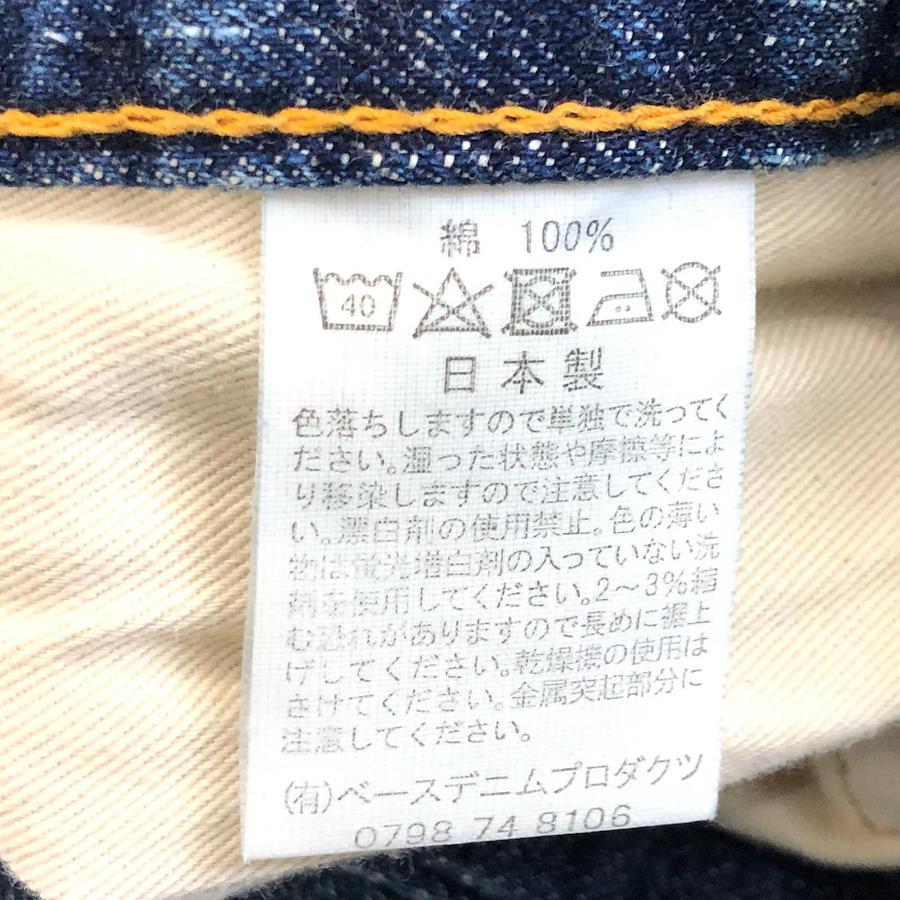 綿 100%
40
日本製
色落ちしますので単独で洗ってく
ださい。湿った状態や摩擦等によ
り移染しますので注意してくださ
い。漂白剤の使用禁止。色の薄い
物は蛍光増白剤の入っていない洗
剤を使用してください。2～3%縮
む恐れがありますので長めに裾上
げしてください。乾燥機の使用は
さけてください。金属突起部分に
注意してください。
(有)ベースデニムプロダクツ
0798 74 8106